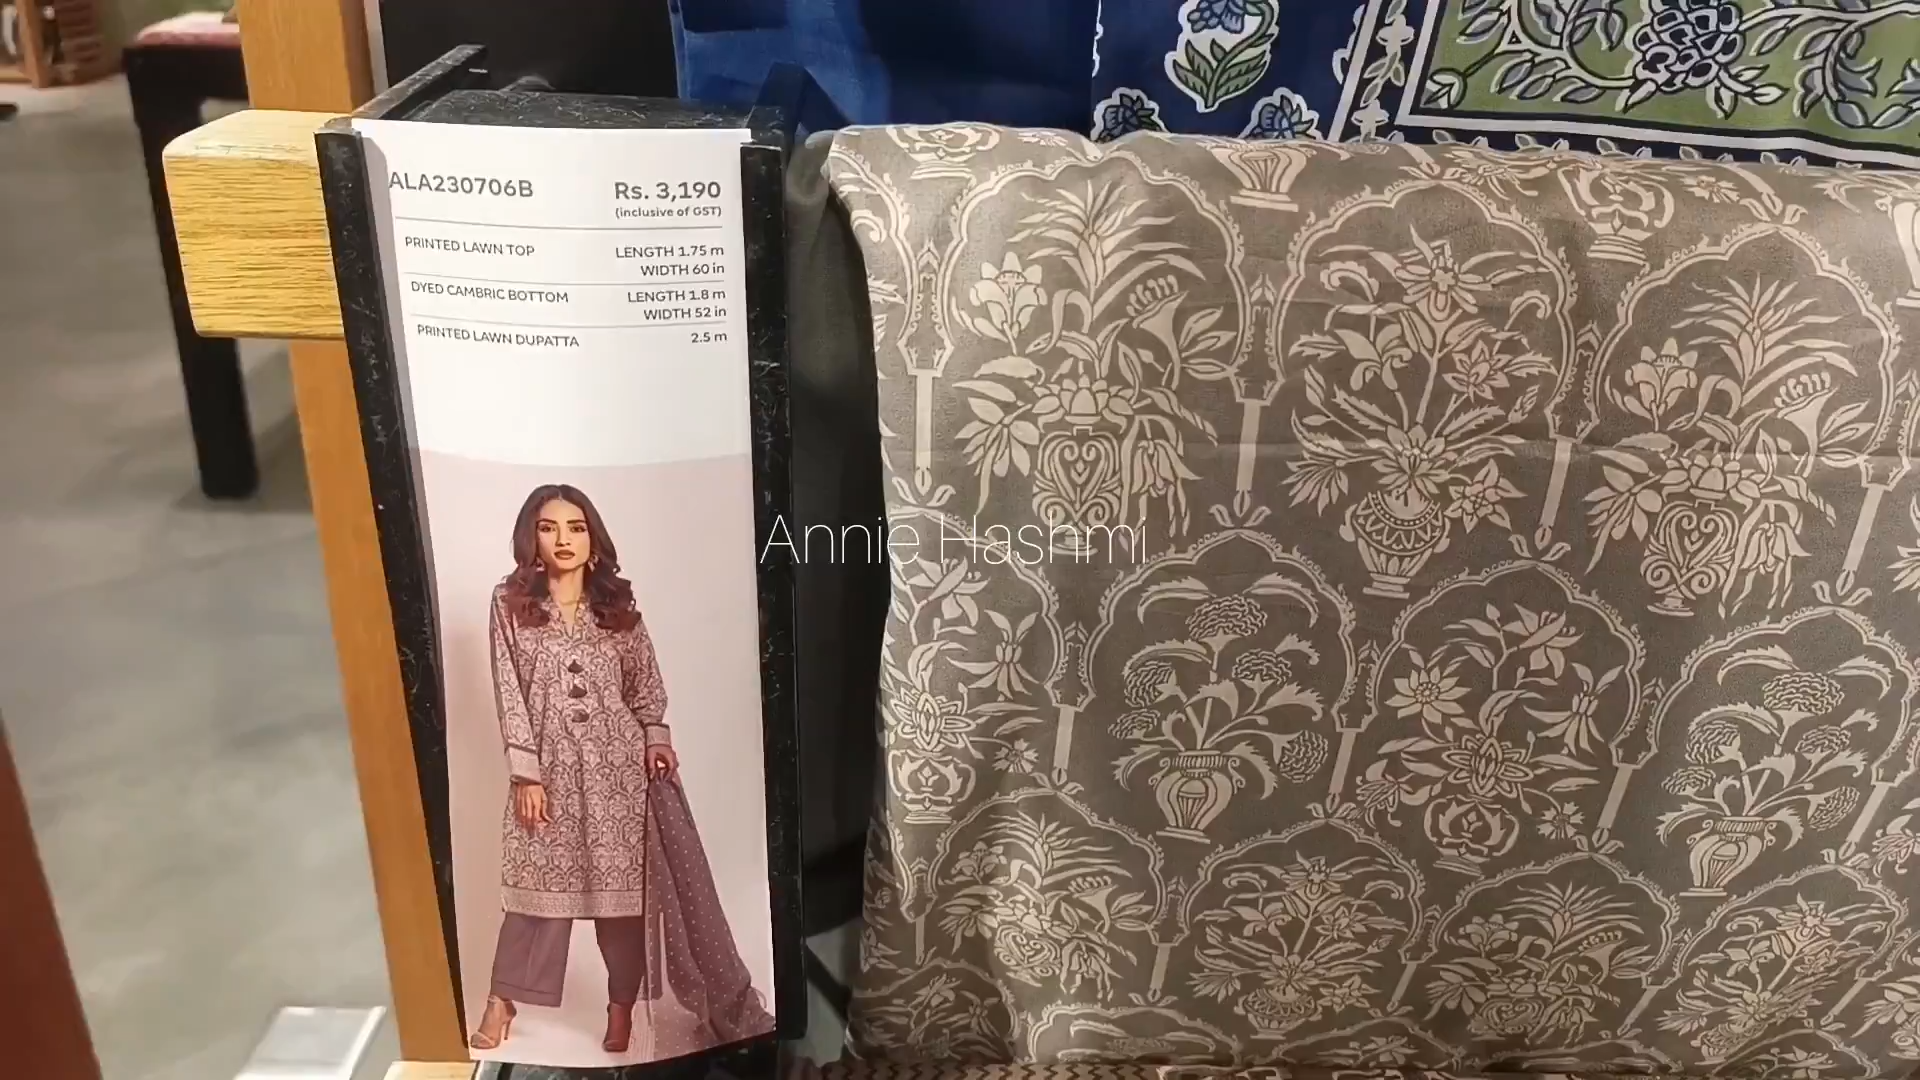 ALA230706B Rs. 3,190
(inclusive of GST)
PRINTED LAWN TOP LENGTH 1.75 m
WIDTH 60 in
DYED CAMBRIC BOTTOM LENGTH 1.8 m
WIDTH 52 in
PRINTED LAWN DUPATTA 2.5 m
Annie Hashmi